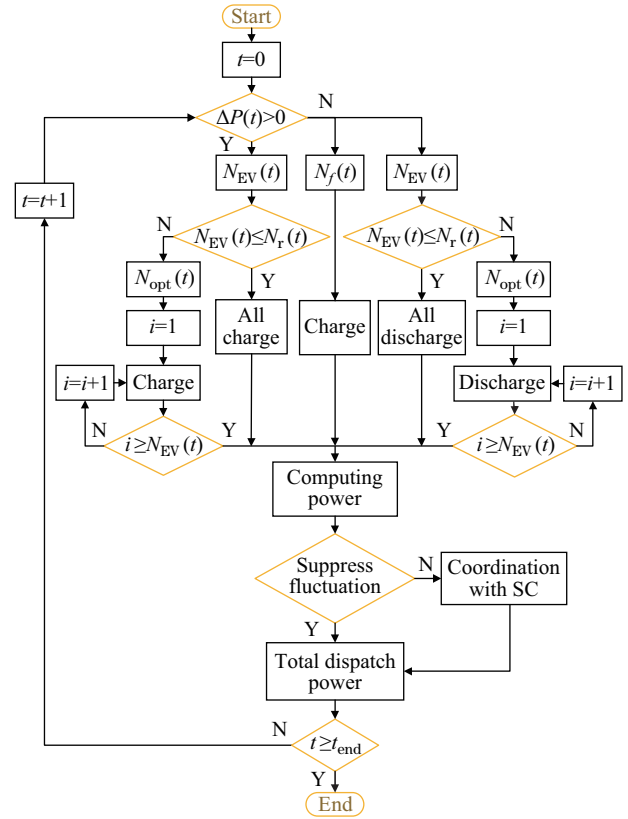 Start
t=0
ΔP(t)>0
N
Y
N_EV(t)
N_f(t)
N_EV(t)
t=t+1
N
N_EV(t)≤N_r(t)
N_EV(t)≤N_r(t)
N
N_opt(t)
Y
Y
N_opt(t)
i=1
All
charge
Charge
All
discharge
i=1
i=i+1
Charge
Discharge
i=i+1
N
i≥N_EV(t)
Y
Y
i≥N_EV(t)
N
Computing
power
Suppress
fluctuation
N
Coordination
with SC
Y
Total dispatch
power
N
t≥t_end
Y
End